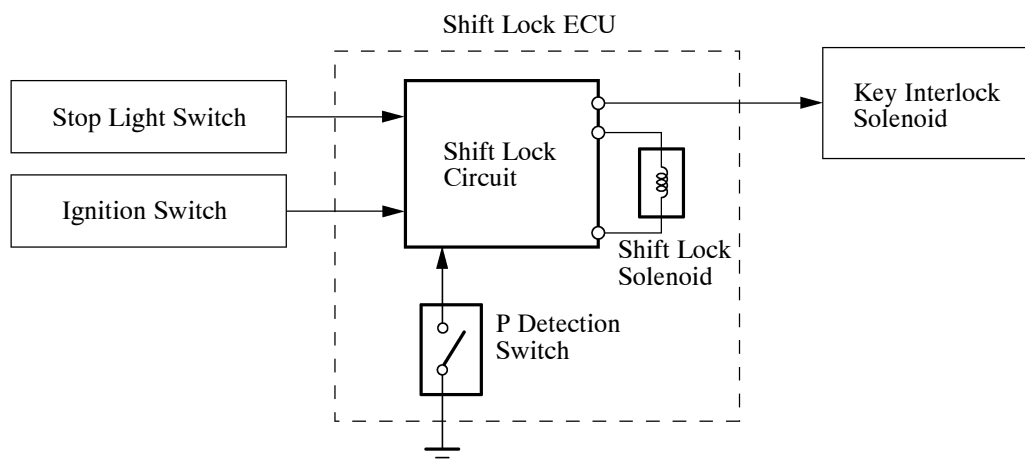 Shift Lock ECU
Stop Light Switch
Ignition Switch
Shift Lock
Circuit
Key Interlock
Solenoid
Shift Lock
Solenoid
P Detection
Switch